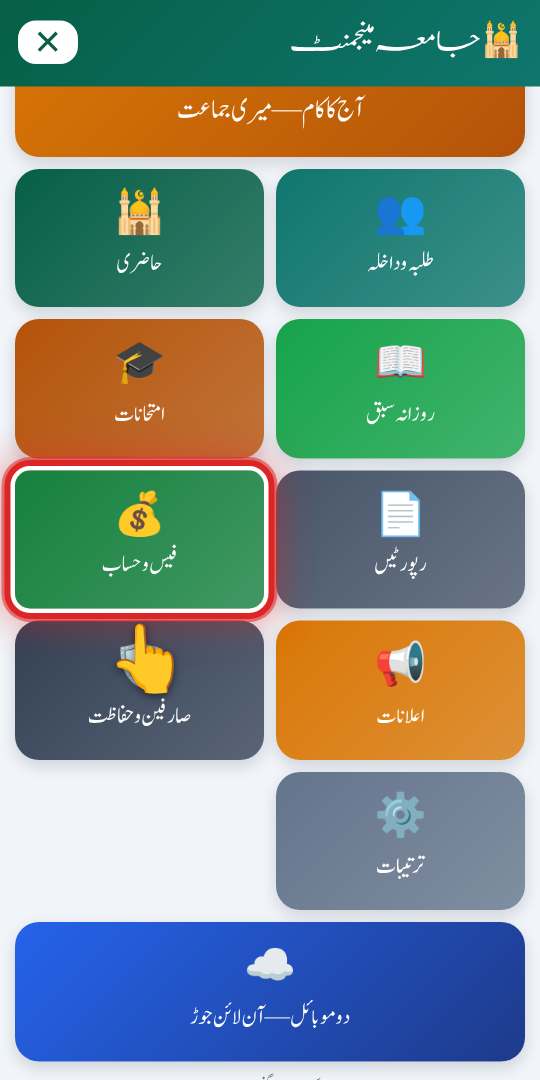 جامعہ مینجمنٹ
آج کا کام — میری جماعت
طلبہ و داخلہ
حاضری
روزانہ سبق
امتحانات
رپورٹیں
فیس و حساب
اعلانات
صارفین و حفاظت
ترتیبات
دو موبائل — آن لائن جوڑ